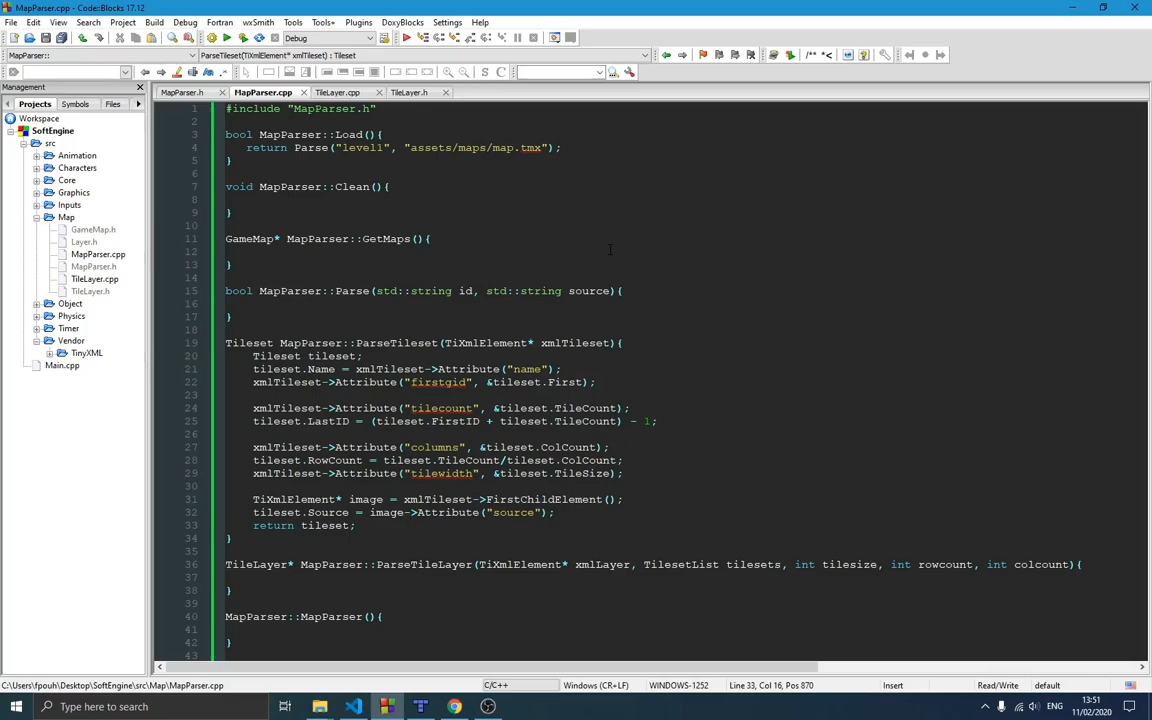 MapParser.cpp - Code::Blocks 17.12
File Edit View Search Project Build Debug Fortran wxSmith Tools Tools+ Plugins DoxyBlocks Settings Help
Debug
/** *<
MapParser:: ParseTileset(TiXmlElement* xmlTileset) : Tileset
S C
Management
MapParser.h MapParser.cpp TileLayer.cpp TileLayer.h
Projects Symbols Files
Workspace
SoftEngine
src
Animation
Characters
Core
Graphics
Inputs
Map
GameMap.h
Layer.h
MapParser.cpp
MapParser.h
TileLayer.cpp
TileLayer.h
Object
Physics
Timer
Vendor
TinyXML
Main.cpp
1 #include "MapParser.h"
2
3 bool MapParser::Load(){
4 return Parse("level1", "assets/maps/map.tmx");
5 }
6
7 void MapParser::Clean(){
8
9 }
10
11 GameMap* MapParser::GetMaps(){
12
13 }
14
15 bool MapParser::Parse(std::string id, std::string source){
16
17 }
18
19 Tileset MapParser::ParseTileset(TiXmlElement* xmlTileset){
20 Tileset tileset;
21 tileset.Name = xmlTileset->Attribute("name");
22 xmlTileset->Attribute("firstgid", &tileset.First);
23
24 xmlTileset->Attribute("tilecount", &tileset.TileCount);
25 tileset.LastID = (tileset.FirstID + tileset.TileCount) - 1;
26
27 xmlTileset->Attribute("columns", &tileset.ColCount);
28 tileset.RowCount = tileset.TileCount/tileset.ColCount;
29 xmlTileset->Attribute("tilewidth", &tileset.TileSize);
30
31 TiXmlElement* image = xmlTileset->FirstChildElement();
32 tileset.Source = image->Attribute("source");
33 return tileset;
34 }
35
36 TileLayer* MapParser::ParseTileLayer(TiXmlElement* xmlLayer, TilesetList tilesets, int tilesize, int rowcount, int colcount){
37
38 }
39
40 MapParser::MapParser(){
41
42 }
43
C:\Users\fpouh\Desktop\SoftEngine\src\Map\MapParser.cpp C/C++ Windows (CR+LF) WINDOWS-1252 Line 33, Col 16, Pos 870 Insert Read/Write default
Type here to search
ENG
13:51
11/02/2020